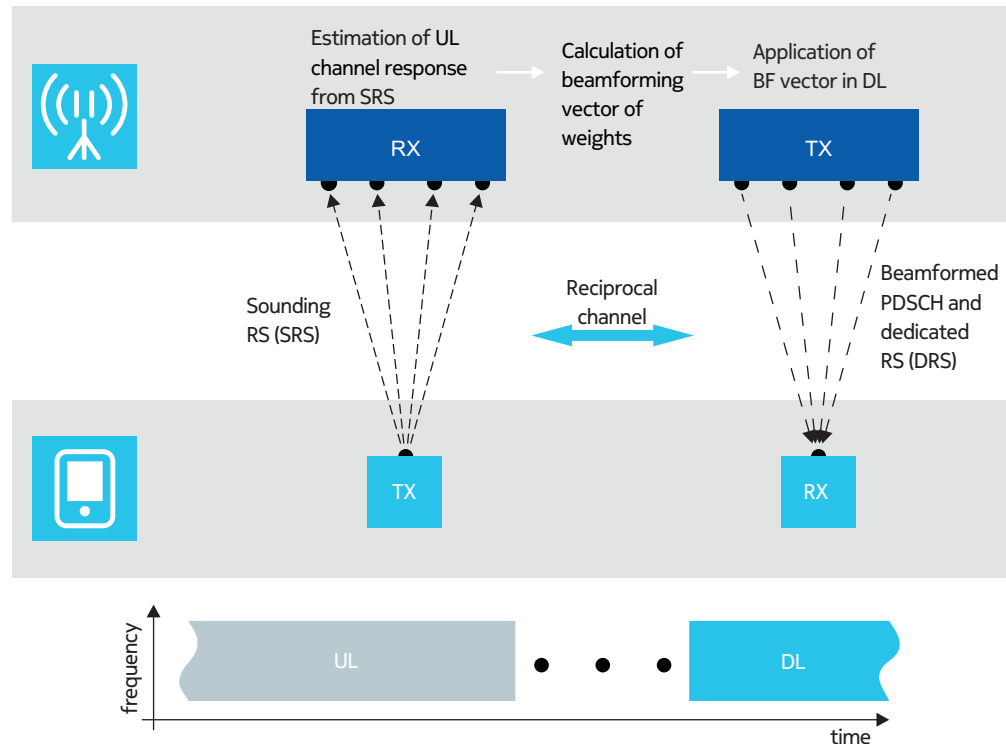 Estimation of UL
channel response
from SRS
Calculation of
beamforming
vector of
weights
Application of
BF vector in DL
RX
TX
Sounding
RS (SRS)
Reciprocal
channel
Beamformed
PDSCH and
dedicated
RS (DRS)
TX
RX
frequency
UL
DL
time